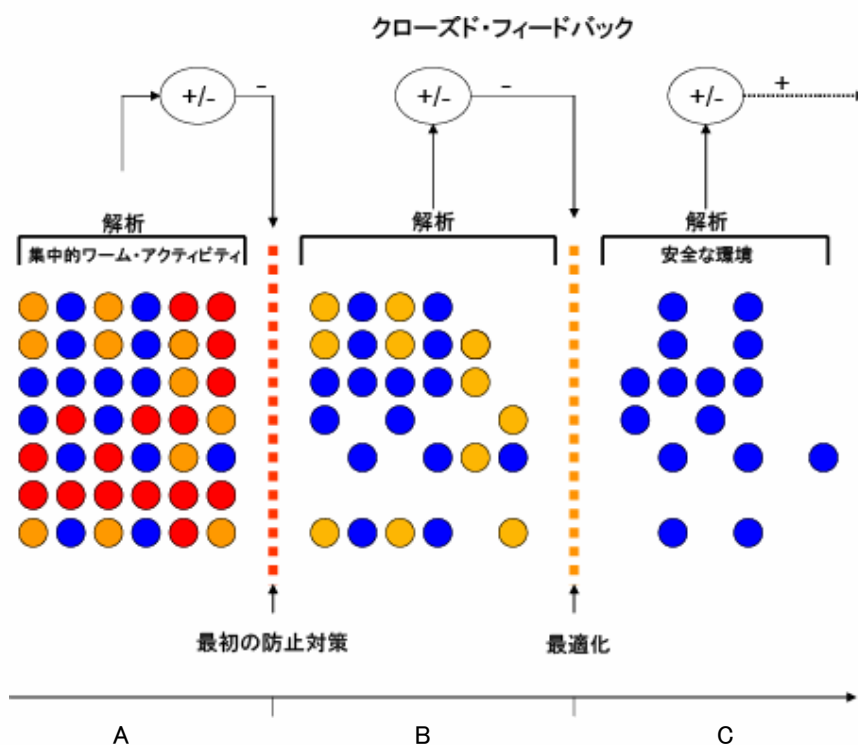 クローズド・フィードバック
+/-
-
+/-
-
+/-
+
解析
解析
解析
集中的ワーム・アクティビティ
安全な環境
最初の防止対策
最適化
A
B
C